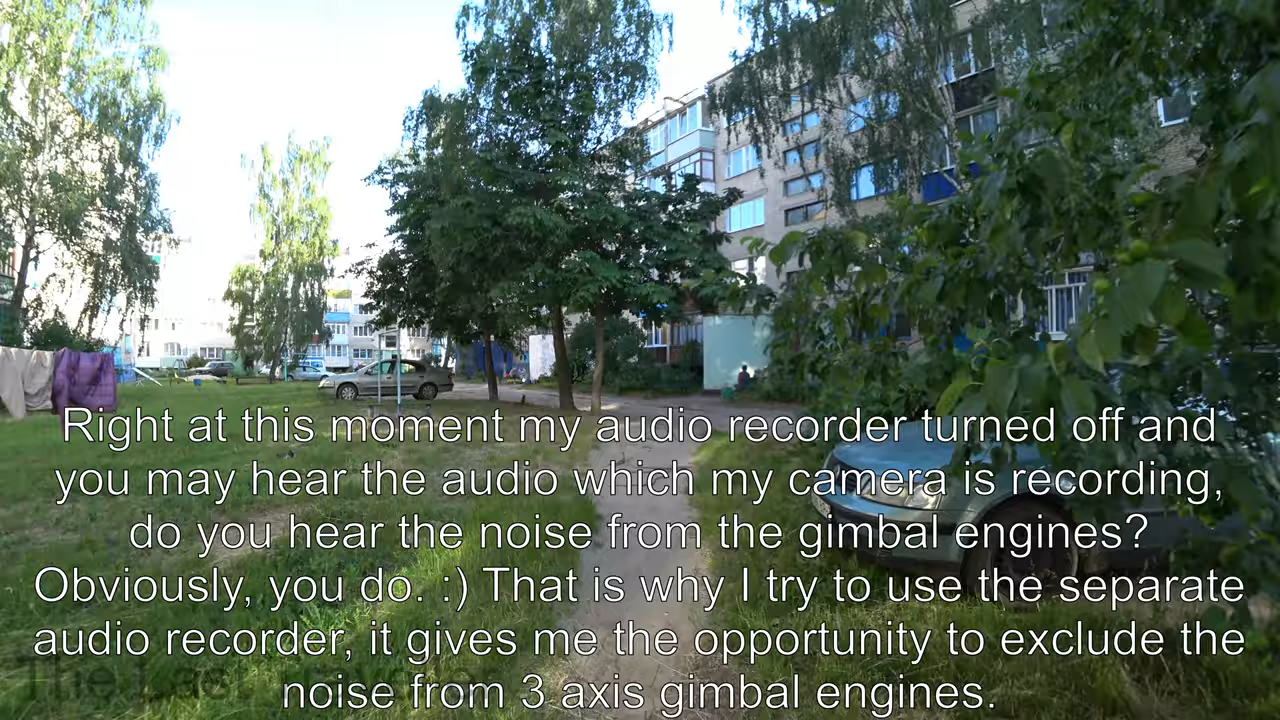 Right at this moment my audio recorder turned off and
you may hear the audio which my camera is recording,
do you hear the noise from the gimbal engines?
Obviously, you do. :) That is why I try to use the separate
audio recorder, it gives me the opportunity to exclude the
noise from 3 axis gimbal engines.
The Last